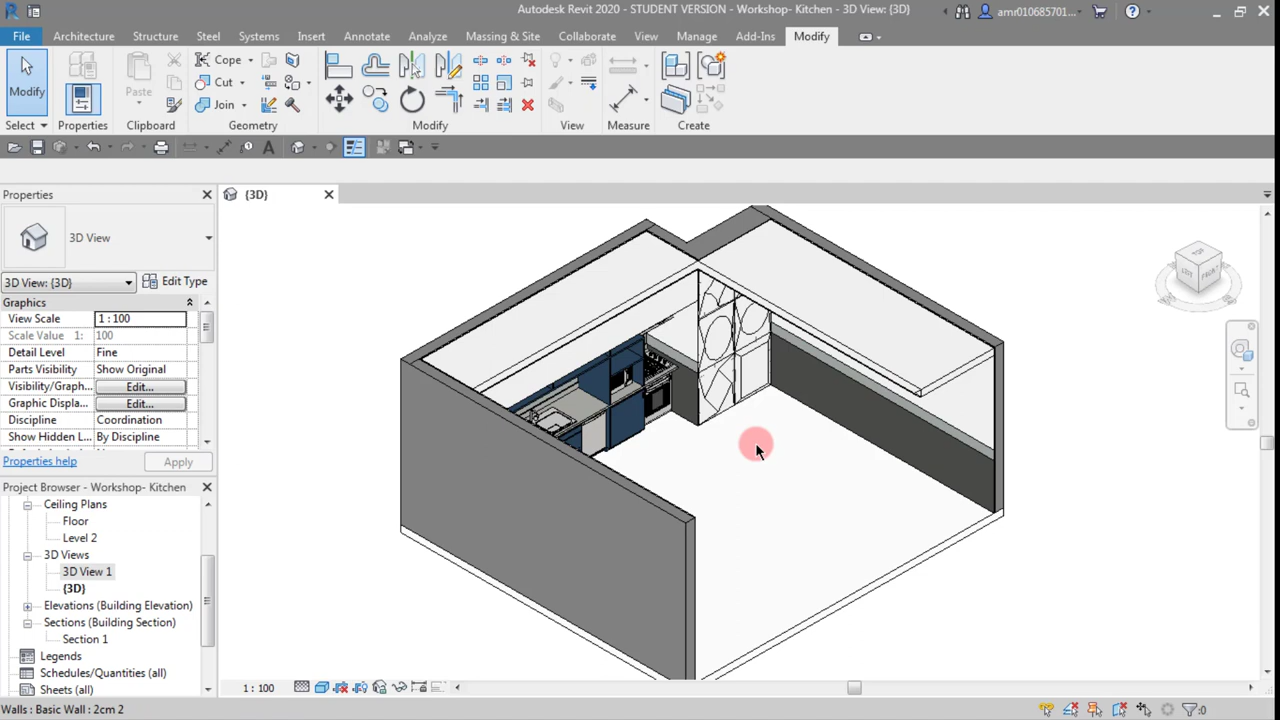 Autodesk Revit 2020 - STUDENT VERSION - Workshop- Kitchen - 3D View: {3D}
amr010685701...
File Architecture Structure Steel Systems Insert Annotate Analyze Massing & Site Collaborate View Manage Add-Ins Modify
Modify
Paste
Cope
Cut
Join
Select Properties Clipboard Geometry Modify View Measure Create
Properties
3D View
3D View: {3D}
Edit Type
Graphics
View Scale 1 : 100
Scale Value 1: 100
Detail Level Fine
Parts Visibility Show Original
Visibility/Graph... Edit...
Graphic Displa... Edit...
Discipline Coordination
Show Hidden L... By Discipline
Properties help
Apply
Project Browser - Workshop- Kitchen
Ceiling Plans
Floor
Level 2
3D Views
3D View 1
{3D}
Elevations (Building Elevation)
Sections (Building Section)
Section 1
Legends
Schedules/Quantities (all)
Sheets (all)
{3D}
TOP
FRONT
1 : 100
Walls : Basic Wall : 2cm 2
:0